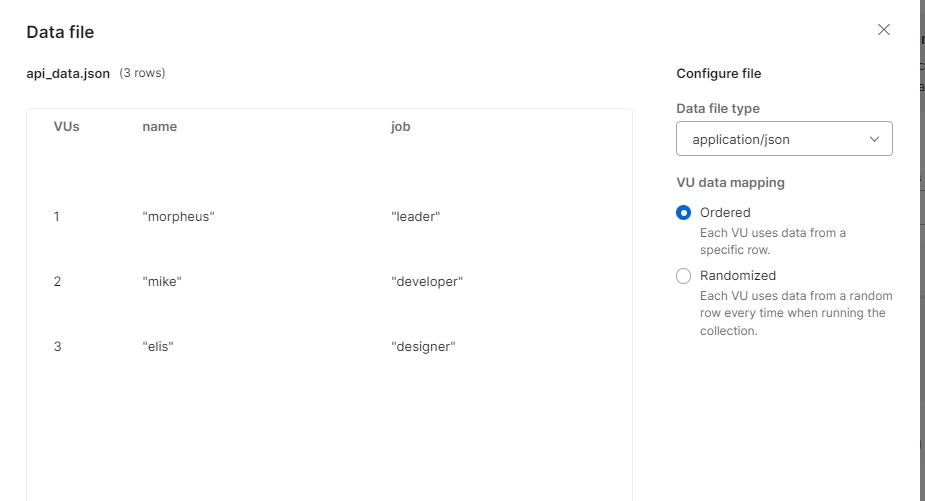 Data file
api_data.json (3 rows)
VUs name job
1 "morpheus" "leader"
2 "mike" "developer"
3 "elis" "designer"
Configure file
Data file type
application/json
VU data mapping
Ordered
Each VU uses data from a
specific row.
Randomized
Each VU uses data from a random
row every time when running the
collection.